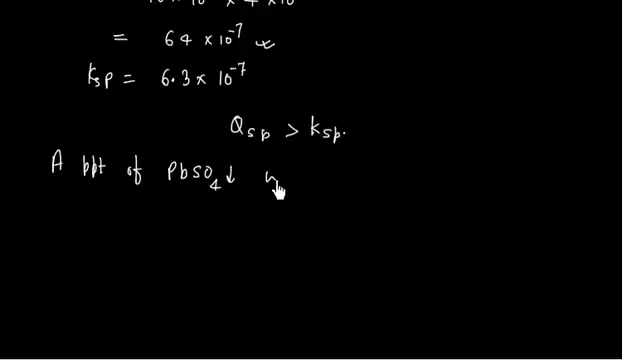 = 64 × 10⁻⁷
Ksp = 6.3 × 10⁻⁷
Qsp > Ksp.
A ppt of PbSO₄↓